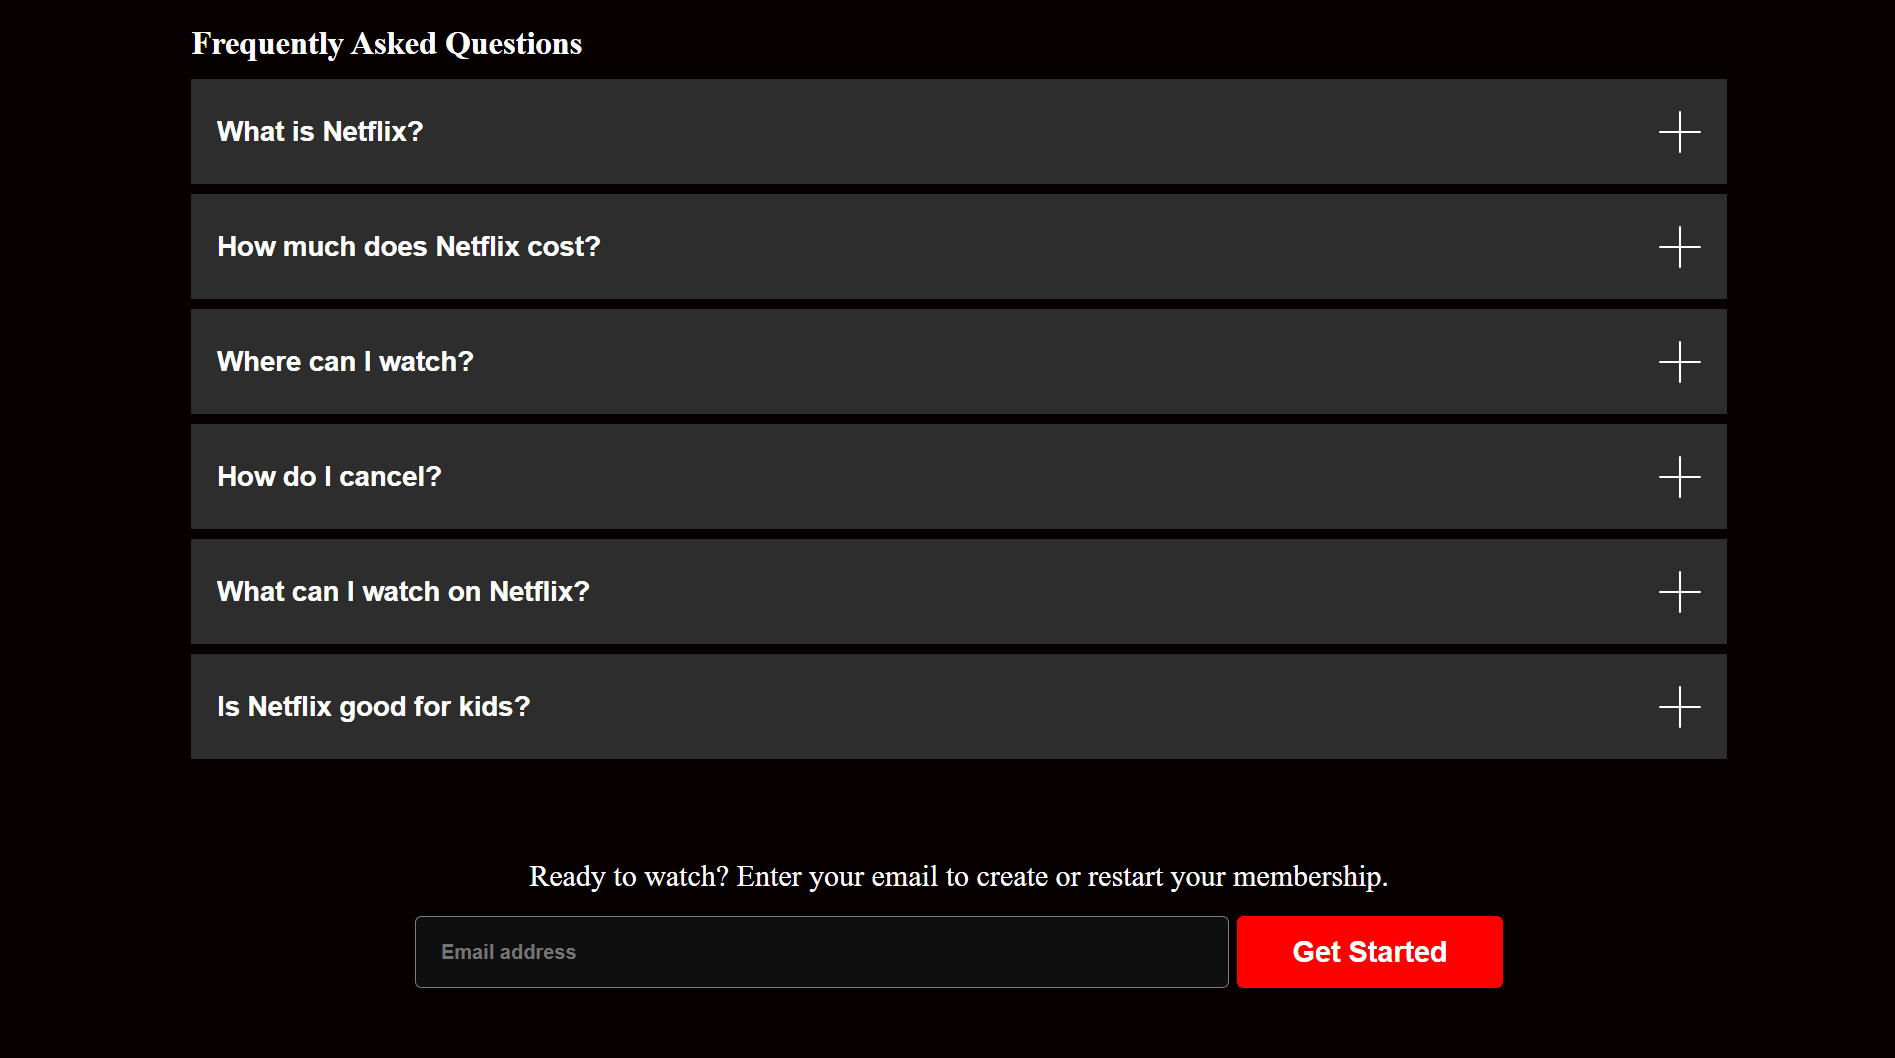 Frequently Asked Questions
What is Netflix?
How much does Netflix cost?
Where can I watch?
How do I cancel?
What can I watch on Netflix?
Is Netflix good for kids?
Ready to watch? Enter your email to create or restart your membership.
Email address
Get Started